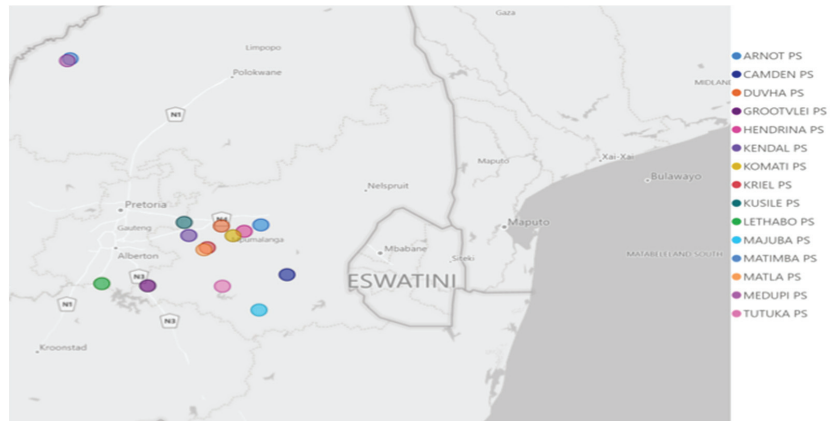 Gaza
Limpopo
Polokwane
MIDLAN
N1
Maputo
Xai-Xai
Bulawayo
Nelspruit
Pretoria
N4
Gauteng
pumalanga
Maputo
Mbabane
Siteki
MATABELELAND SOUTH
Alberton
ESWATINI
N3
N1
N3
Kroonstad
ARNOT PS
CAMDEN PS
DUVHA PS
GROOTVLEI PS
HENDRINA PS
KENDAL PS
KOMATI PS
KRIEL PS
KUSILE PS
LETHABO PS
MAJUBA PS
MATIMBA PS
MATLA PS
MEDUPI PS
TUTUKA PS